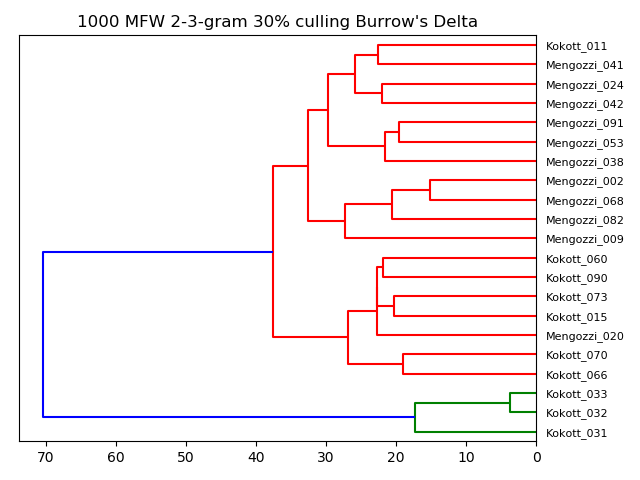 1000 MFW 2-3-gram 30% culling Burrow's Delta
Kokott_011
Mengozzi_041
Mengozzi_024
Mengozzi_042
Mengozzi_091
Mengozzi_053
Mengozzi_038
Mengozzi_002
Mengozzi_068
Mengozzi_082
Mengozzi_009
Kokott_060
Kokott_090
Kokott_073
Kokott_015
Mengozzi_020
Kokott_070
Kokott_066
Kokott_033
Kokott_032
Kokott_031
70 60 50 40 30 20 10 0